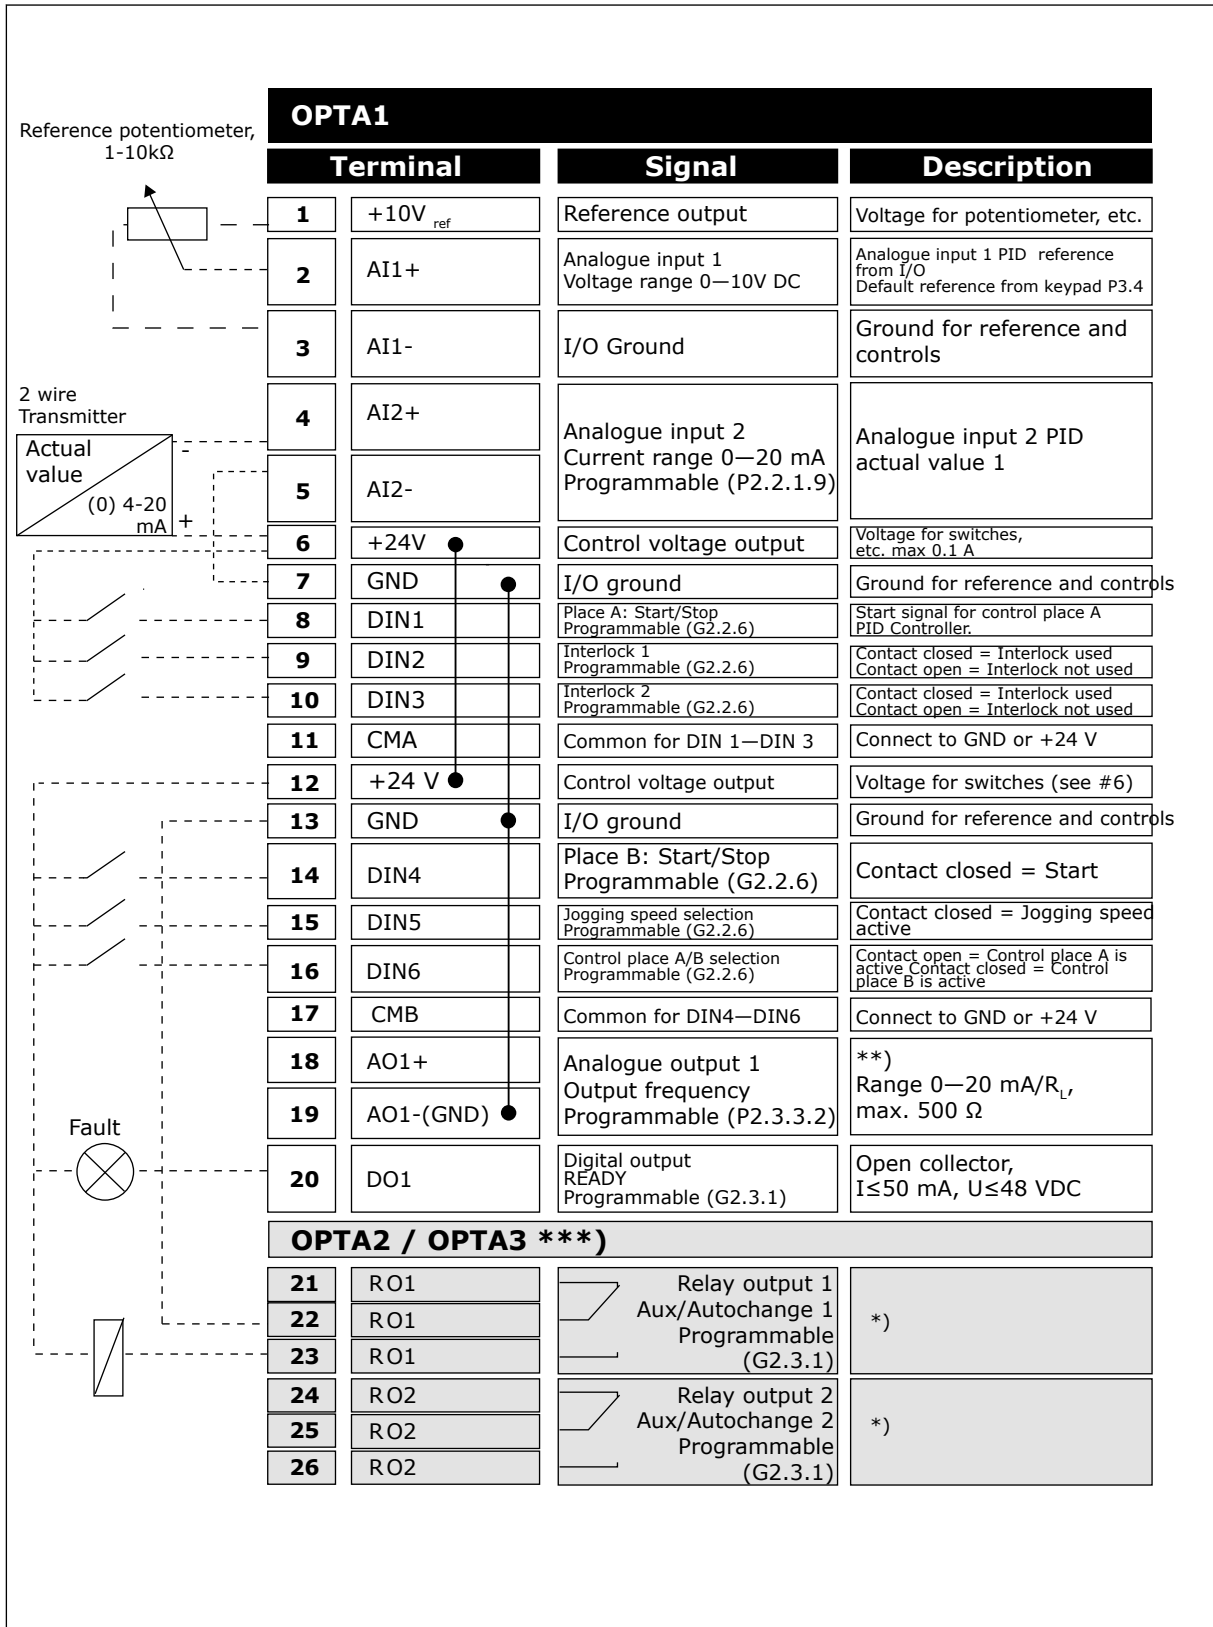 OPTA1
Reference potentiometer,
1-10kΩ
Terminal Signal Description
1 +10V ref Reference output Voltage for potentiometer, etc.
2 AI1+ Analogue input 1
Voltage range 0—10V DC
Analogue input 1 PID reference
from I/O
Default reference from keypad P3.4
3 AI1- I/O Ground Ground for reference and
controls
2 wire
Transmitter
Actual
value
(0) 4-20
mA
-
+
4 AI2+
5 AI2-
Analogue input 2
Current range 0—20 mA
Programmable (P2.2.1.9)
Analogue input 2 PID
actual value 1
6 +24V Control voltage output Voltage for switches,
etc. max 0.1 A
7 GND I/O ground Ground for reference and controls
8 DIN1 Place A: Start/Stop
Programmable (G2.2.6)
Start signal for control place A
PID Controller.
9 DIN2 Interlock 1
Programmable (G2.2.6)
Contact closed = Interlock used
Contact open = Interlock not used
10 DIN3 Interlock 2
Programmable (G2.2.6)
Contact closed = Interlock used
Contact open = Interlock not used
11 CMA Common for DIN 1—DIN 3 Connect to GND or +24 V
12 +24 V Control voltage output Voltage for switches (see #6)
13 GND I/O ground Ground for reference and controls
14 DIN4 Place B: Start/Stop
Programmable (G2.2.6)
Contact closed = Start
15 DIN5 Jogging speed selection
Programmable (G2.2.6)
Contact closed = Jogging speed
active
16 DIN6 Control place A/B selection
Programmable (G2.2.6)
Contact open = Control place A is
active Contact closed = Control
place B is active
17 CMB Common for DIN4—DIN6 Connect to GND or +24 V
18 AO1+
19 AO1-(GND)
Analogue output 1
Output frequency
Programmable (P2.3.3.2)
**)
Range 0—20 mA/RL,
max. 500 Ω
Fault
20 DO1 Digital output
READY
Programmable (G2.3.1)
Open collector,
I≤50 mA, U≤48 VDC
OPTA2 / OPTA3 ***)
21 RO1
22 RO1
23 RO1
Relay output 1
Aux/Autochange 1
Programmable
(G2.3.1)
*)
24 RO2
25 RO2
26 RO2
Relay output 2
Aux/Autochange 2
Programmable
(G2.3.1)
*)